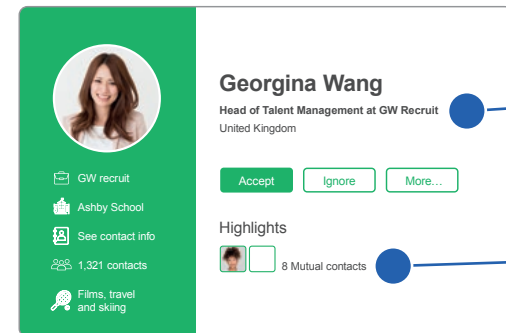 GW recruit
Ashby School
See contact info
1,321 contacts
Films, travel
and skiing
Georgina Wang
Head of Talent Management at GW Recruit
United Kingdom
Accept
Ignore
More...
Highlights
8 Mutual contacts